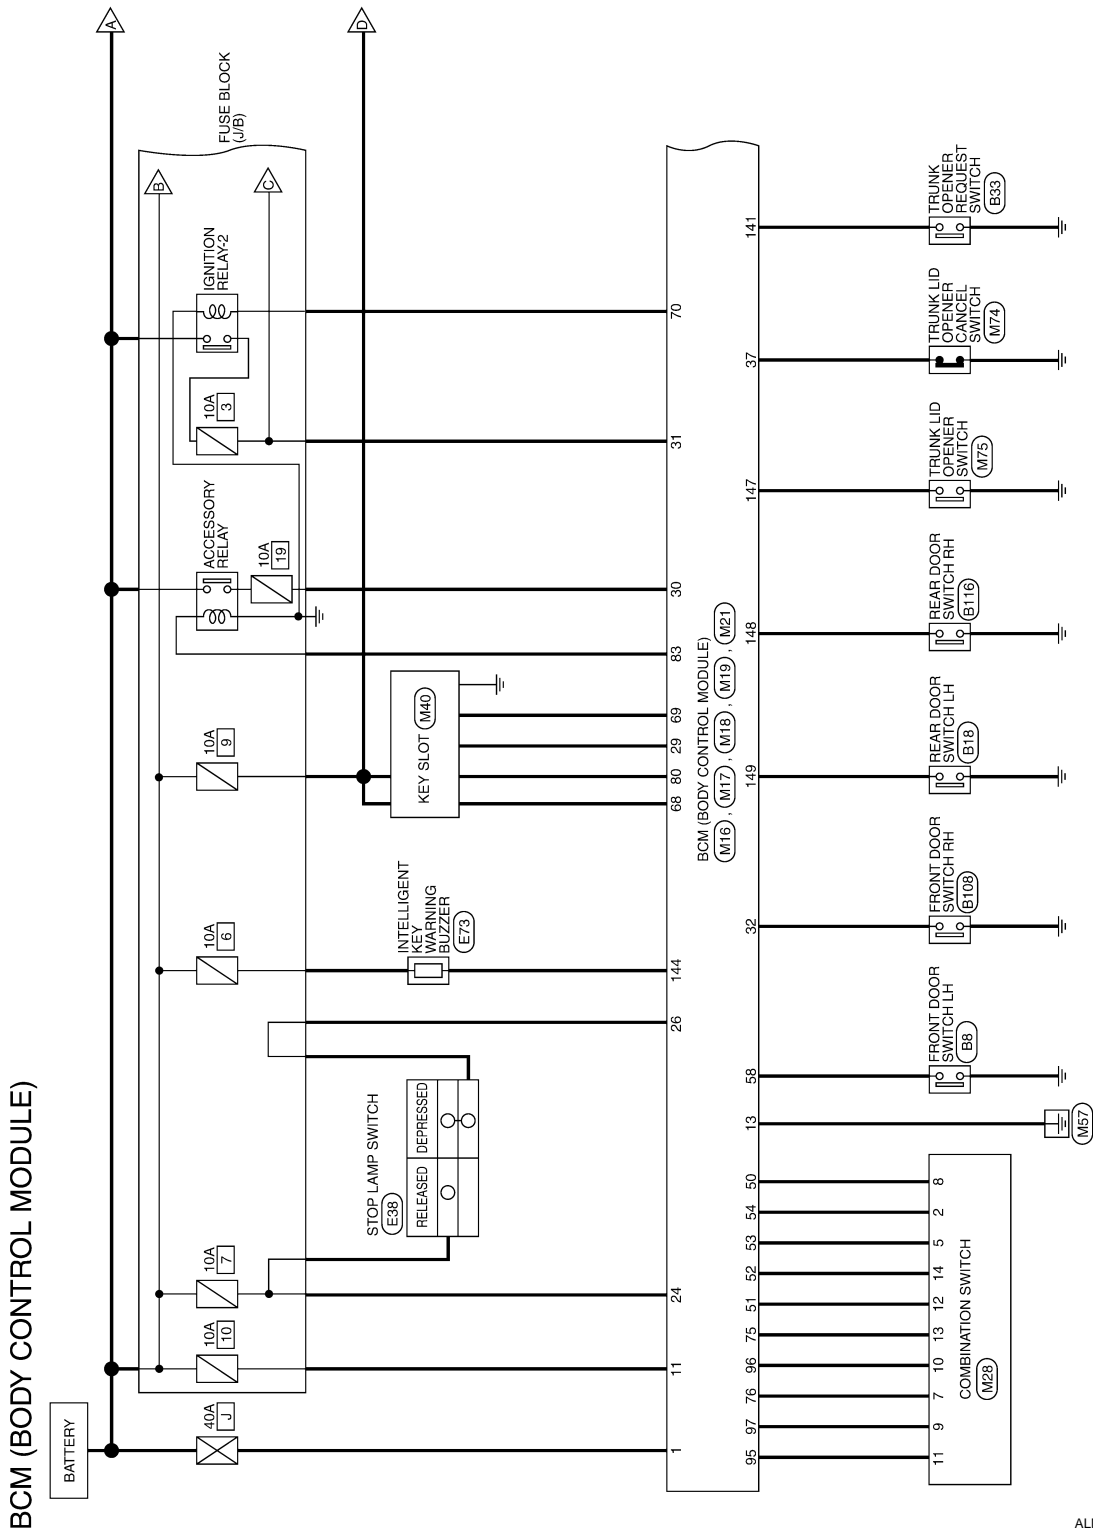 BCM (BODY CONTROL MODULE)
BATTERY
A
D
FUSE BLOCK
(J/B)
B
C
40A
J
10A
10
10A
7
10A
6
10A
9
ACCESSORY
RELAY
10A
19
10A
3
IGNITION
RELAY-2
STOP LAMP SWITCH
E38
RELEASED
DEPRESSED
INTELLIGENT
KEY
WARNING
BUZZER
E73
KEY SLOT
M40
1
11
24
26
144
68
80
29
69
83
30
31
70
BCM (BODY CONTROL MODULE)
M16 , M17 , M18 , M19 , M21
95
97
76
96
75
51
52
53
54
50
13
58
32
149
148
147
37
141
11
9
7
10
13
12
14
5
2
8
COMBINATION SWITCH
M28
M57
FRONT DOOR
SWITCH LH
B8
FRONT DOOR
SWITCH RH
B108
REAR DOOR
SWITCH LH
B18
REAR DOOR
SWITCH RH
B116
TRUNK LID
OPENER
SWITCH
M75
TRUNK LID
OPENER
CANCEL
SWITCH
M74
TRUNK
OPENER
REQUEST
SWITCH
B33